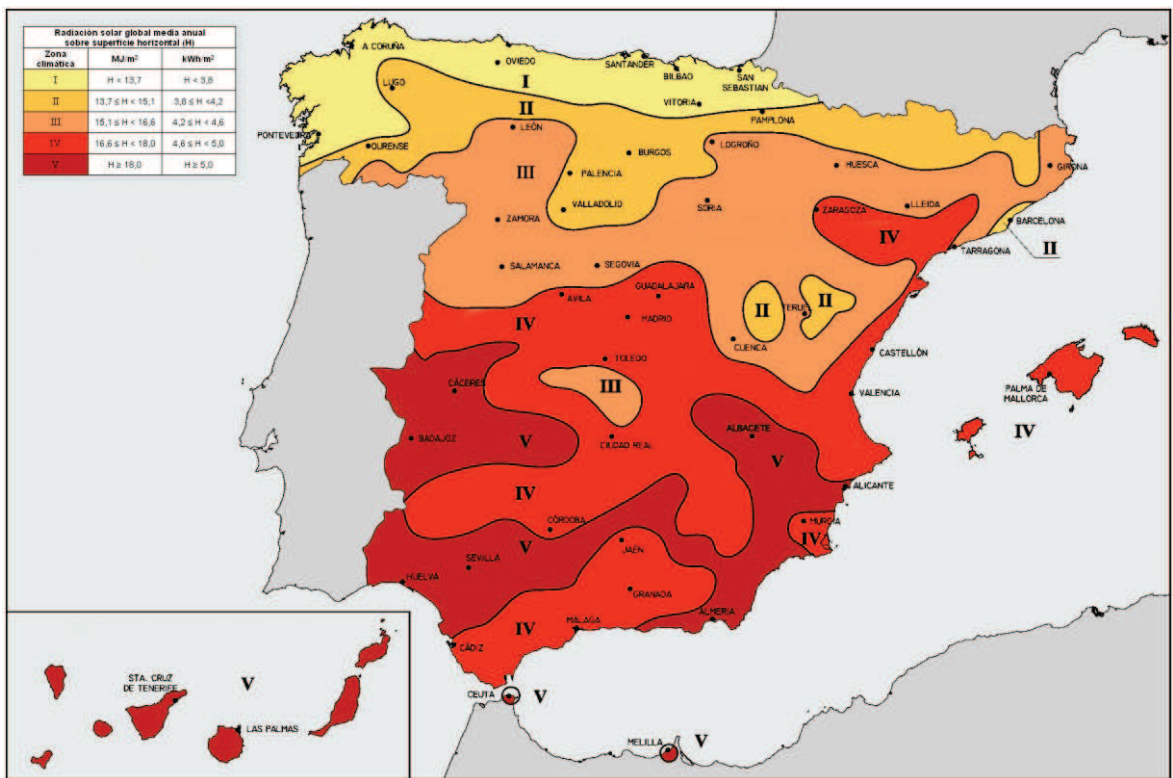 Radiación solar global media anual
sobre superficie horizontal (H)
Zona climática MJ/m² kWh/m²
I H < 13,7 H < 3,8
II 13,7 ≤ H < 15,1 3,8 ≤ H <4,2
III 15,1 ≤ H < 16,6 4,2 ≤ H < 4,6
IV 16,6 ≤ H < 18,0 4,6 ≤ H < 5,0
V H ≥ 18,0 H ≥ 5,0
A CORUÑA
OVIEDO
SANTANDER
BILBAO
SAN
SEBASTIAN
I
LUGO
VITORIA
II
PAMPLONA
PONTEVEDRA
LEÓN
OURENSE
BURGOS
LOGROÑO
HUESCA
GIRONA
III
PALENCIA
VALLADOLID
SORIA
ZARAGOZA
LLEIDA
ZAMORA
BARCELONA
IV
TARRAGONA
II
SALAMANCA
SEGOVIA
AVILA
GUADALAJARA
II
II
TERUEL
IV
MADRID
CUENCA
CASTELLÓN
TOLEDO
CÁCERES
III
VALENCIA
PALMA DE
MALLORCA
IV
BADAJOZ
V
CIUDAD REAL
ALBACETE
V
IV
ALICANTE
CÓRDOBA
MURCIA
IV
V
JAÉN
SEVILLA
HUELVA
GRANADA
ALMERIA
IV
MÁLAGA
CÁDIZ
STA. CRUZ
DE TENERIFE
V
LAS PALMAS
CEUTA
V
MELILLA
V